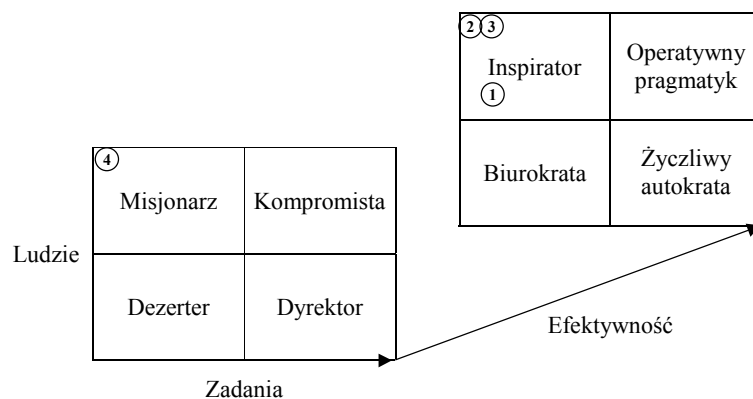 ② ③
Inspirator
①
Operatywny
pragmatyk
Biurokrata
Życzliwy
autokrata
④
Misjonarz
Kompromista
Ludzie
Dezerter
Dyrektor
Efektywność
Zadania